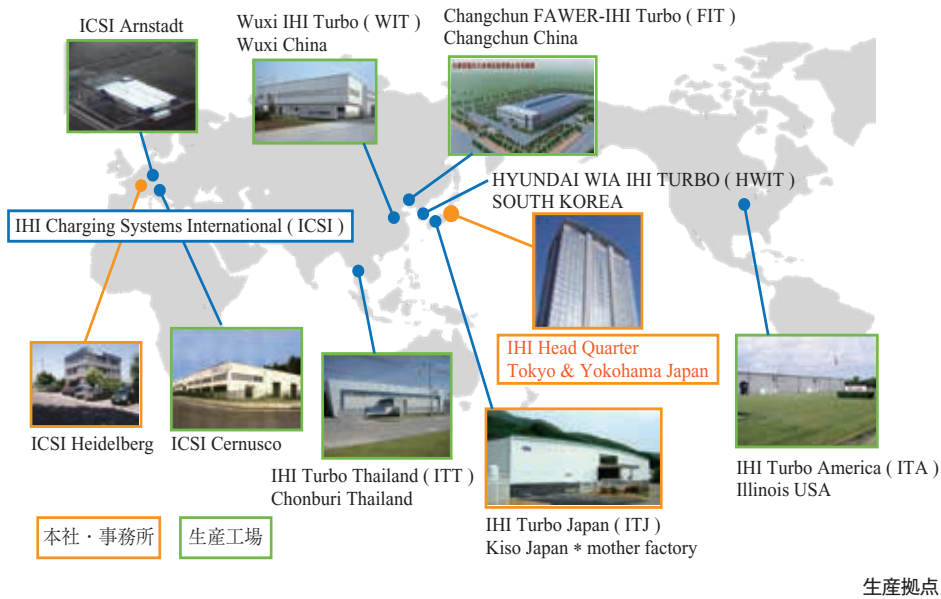 ICSI Arnstadt
Wuxi IHI Turbo ( WIT )
Wuxi China
Changchun FAWER-IHI Turbo ( FIT )
Changchun China
HYUNDAI WIA IHI TURBO ( HWIT )
SOUTH KOREA
IHI Charging Systems International ( ICSI )
IHI Head Quarter
Tokyo & Yokohama Japan
ICSI Heidelberg
ICSI Cernusco
IHI Turbo Thailand ( ITT )
Chonburi Thailand
IHI Turbo America ( ITA )
Illinois USA
IHI Turbo Japan ( ITJ )
Kiso Japan * mother factory
本社・事務所
生産工場
生産拠点